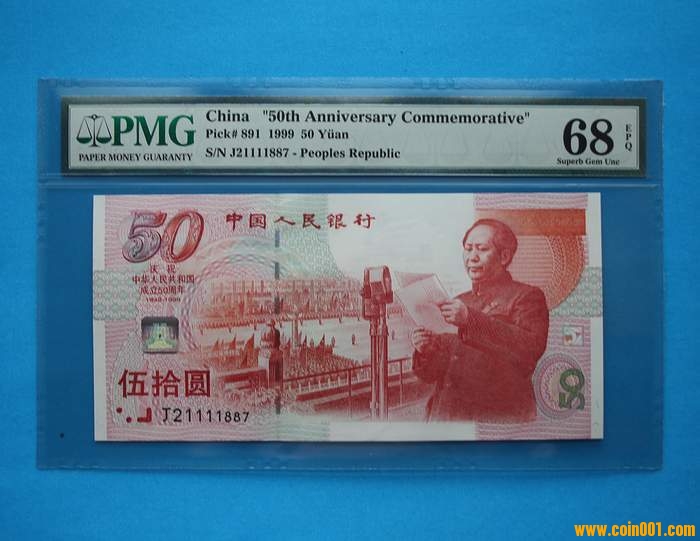 PMG
PAPER MONEY GUARANTY
China "50th Anniversary Commemorative"
Pick# 891 1999 50 Yüan
S/N J21111887 - Peoples Republic
68
EPQ
Superb Gem Unc
50
中国人民银行
庆祝
中华人民共和国
成立50周年
1949-1999
伍拾圆
J21111887
50
www.coin001.com